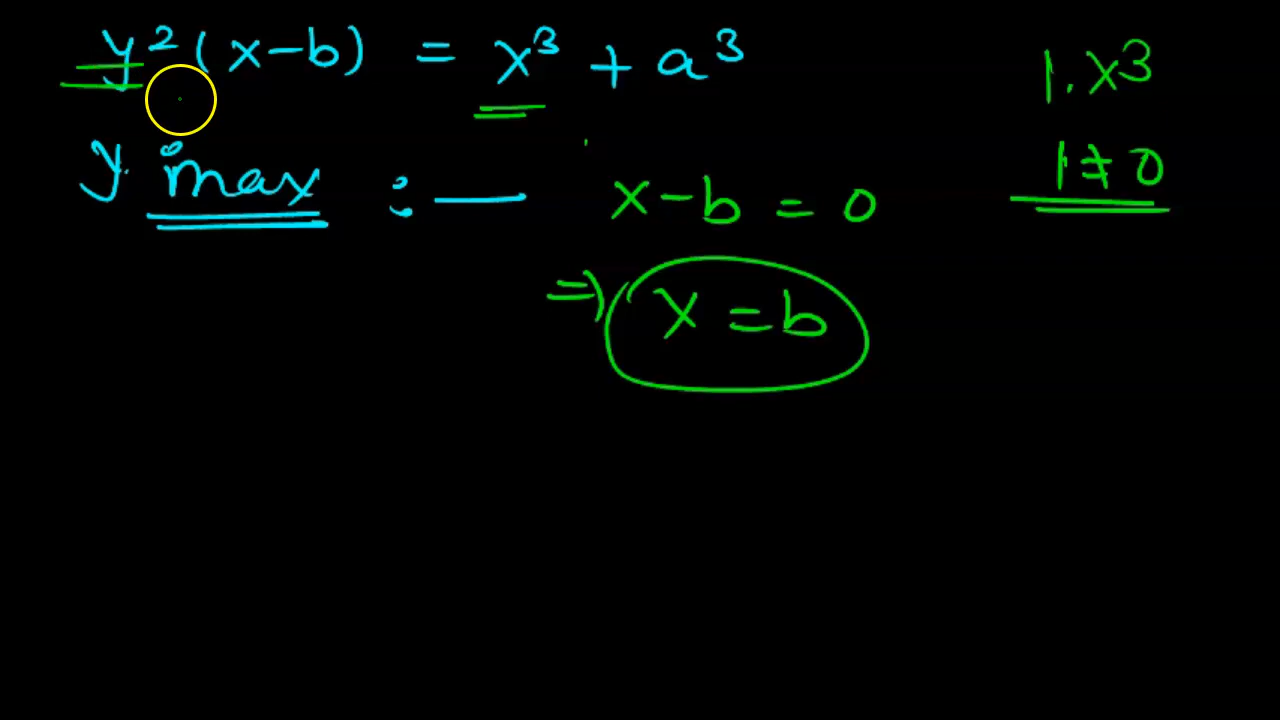 y² (x-b) = x³ + a³
1. x³
y. max : —
1 ≠ 0
x - b = 0
⇒ x = b